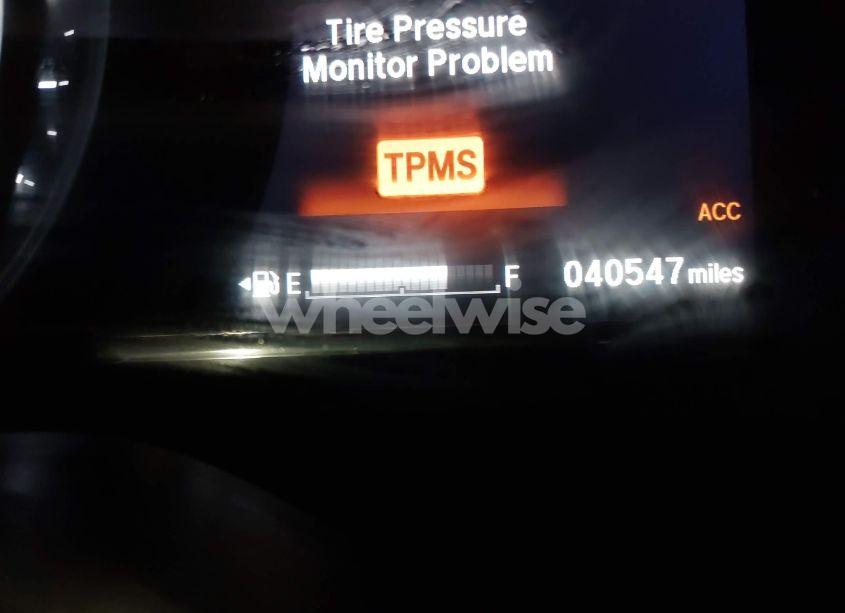 Tire Pressure
Monitor Problem
TPMS
ACC
E F 040547 miles
wheelwise